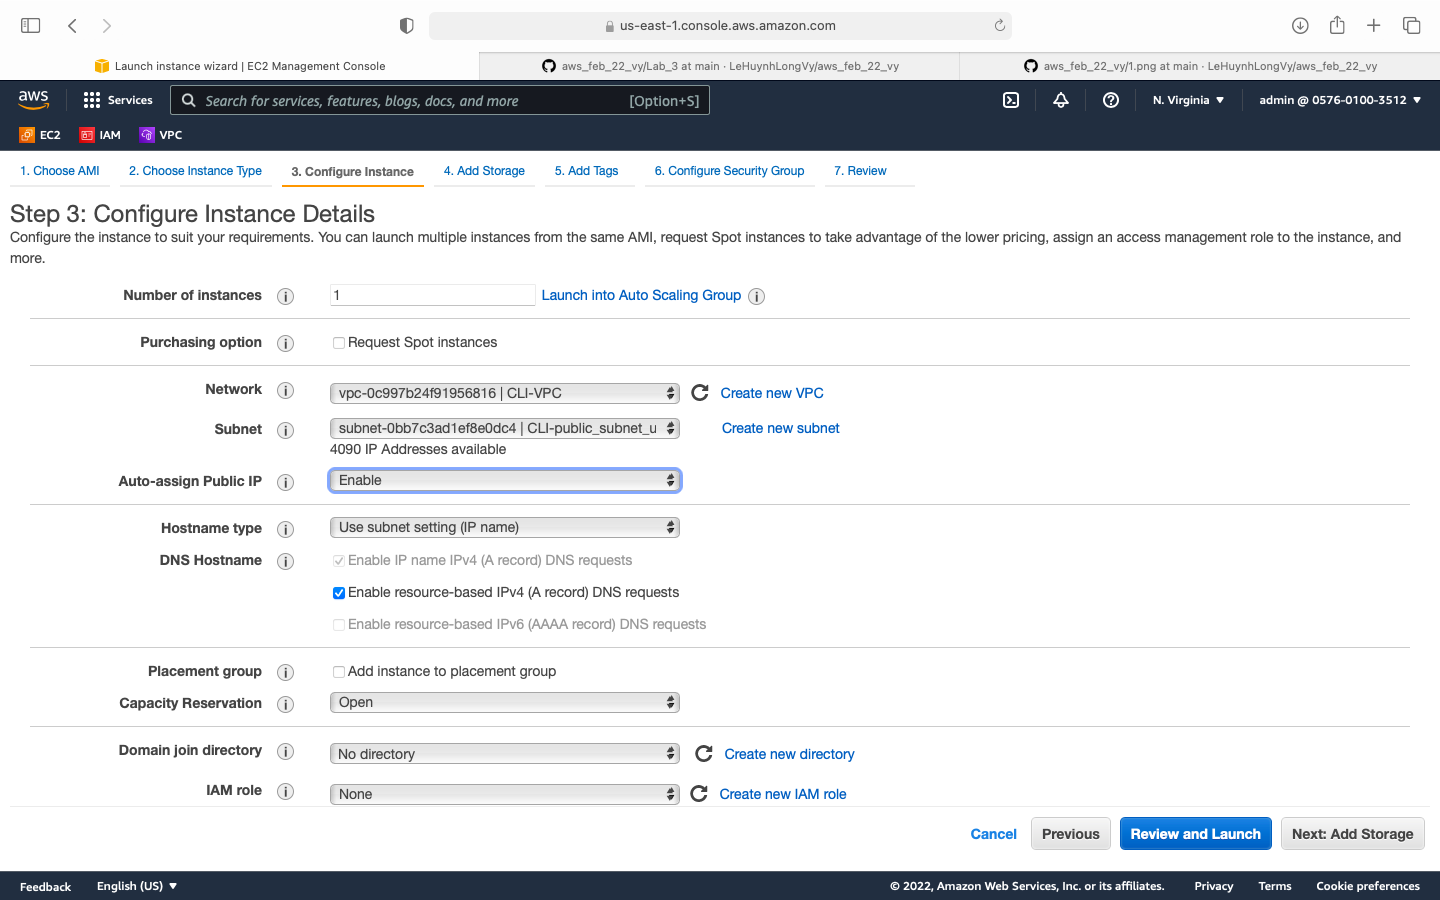 us-east-1.console.aws.amazon.com
Launch instance wizard | EC2 Management Console
aws_feb_22_vy/Lab_3 at main · LeHuynhLongVy/aws_feb_22_vy
aws_feb_22_vy/1.png at main · LeHuynhLongVy/aws_feb_22_vy
aws Services Search for services, features, blogs, docs, and more [Option+S] N. Virginia ▼ admin @ 0576-0100-3512 ▼
EC2 IAM VPC
1. Choose AMI 2. Choose Instance Type 3. Configure Instance 4. Add Storage 5. Add Tags 6. Configure Security Group 7. Review
Step 3: Configure Instance Details
Configure the instance to suit your requirements. You can launch multiple instances from the same AMI, request Spot instances to take advantage of the lower pricing, assign an access management role to the instance, and
more.
Number of instances i 1 Launch into Auto Scaling Group i
Purchasing option i Request Spot instances
Network i vpc-0c997b24f91956816 | CLI-VPC Create new VPC
Subnet i subnet-0bb7c3ad1ef8e0dc4 | CLI-public_subnet_u Create new subnet
4090 IP Addresses available
Auto-assign Public IP i Enable
Hostname type i Use subnet setting (IP name)
DNS Hostname i Enable IP name IPv4 (A record) DNS requests
Enable resource-based IPv4 (A record) DNS requests
Enable resource-based IPv6 (AAAA record) DNS requests
Placement group i Add instance to placement group
Capacity Reservation i Open
Domain join directory i No directory Create new directory
IAM role i None Create new IAM role
Cancel Previous Review and Launch Next: Add Storage
Feedback English (US) ▼ © 2022, Amazon Web Services, Inc. or its affiliates. Privacy Terms Cookie preferences